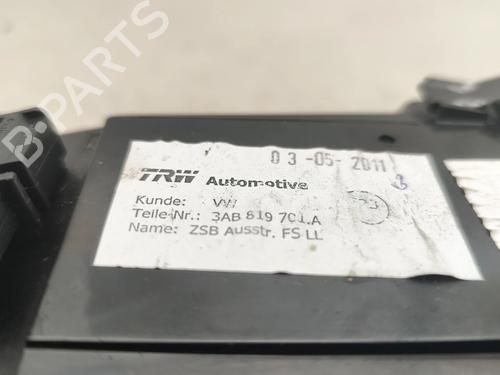 B-PARTS
03-05-2011
TRW Automotive
Kunde: VW
Teile-Nr.: 3AB 819 701.A
Name: ZSB Ausstr. FS LL